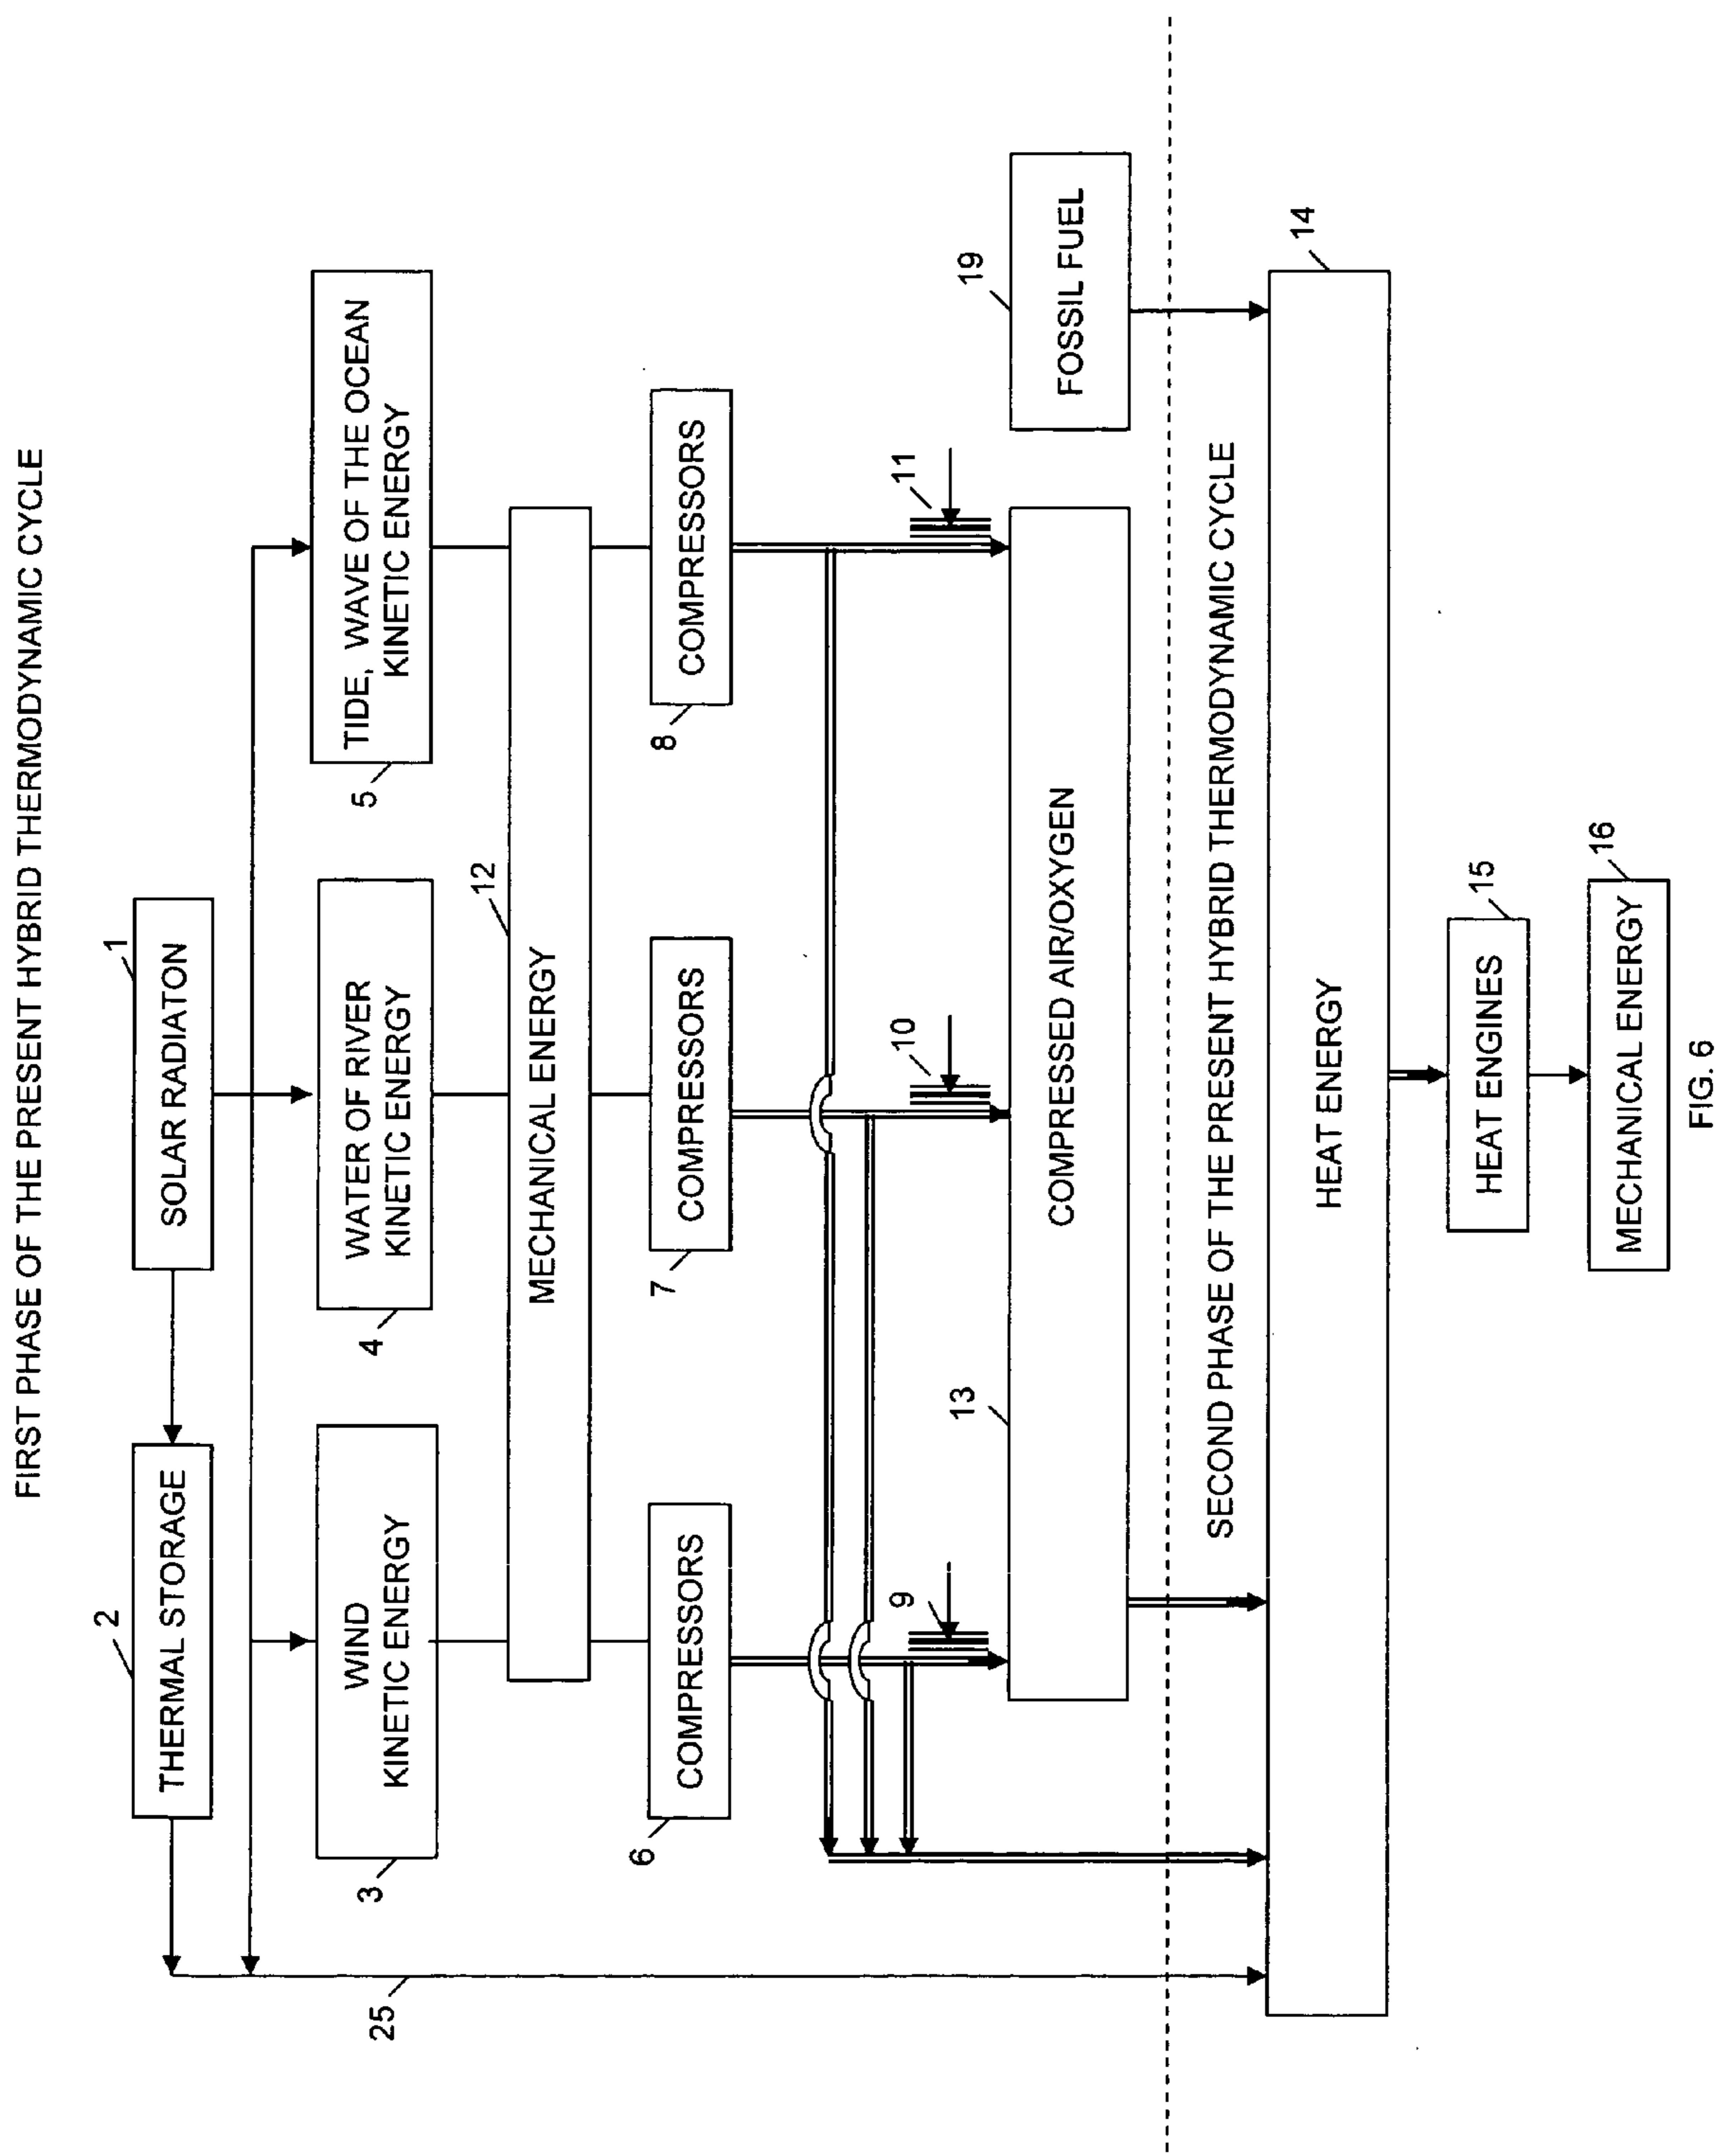 FIRST PHASE OF THE PRESENT HYBRID THERMODYNAMIC CYCLE
2
1
THERMAL STORAGE
SOLAR RADIATON
25
3
WIND
KINETIC ENERGY
4
WATER OF RIVER
KINETIC ENERGY
5
TIDE, WAVE OF THE OCEAN
KINETIC ENERGY
12
MECHANICAL ENERGY
6
COMPRESSORS
7
COMPRESSORS
8
COMPRESSORS
9
10
11
13
COMPRESSED AIR/OXYGEN
19
FOSSIL FUEL
SECOND PHASE OF THE PRESENT HYBRID THERMODYNAMIC CYCLE
14
HEAT ENERGY
15
HEAT ENGINES
16
MECHANICAL ENERGY
FIG. 6